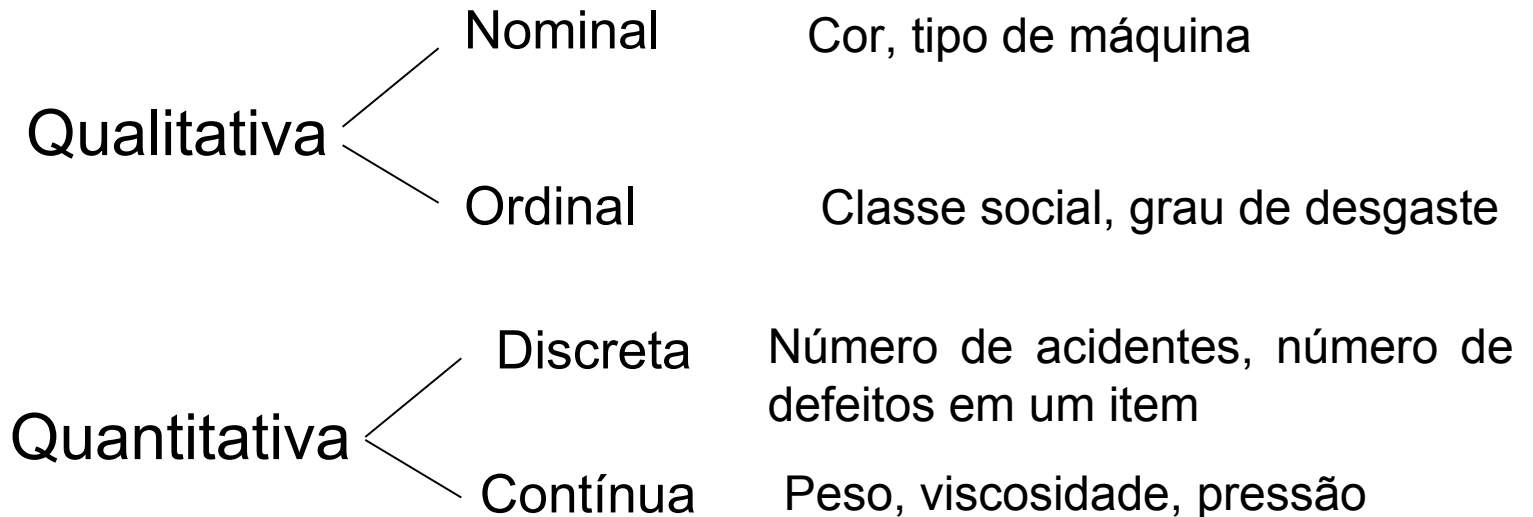 Nominal Cor, tipo de máquina
Qualitativa
Ordinal Classe social, grau de desgaste
Discreta Número de acidentes, número de
defeitos em um item
Quantitativa
Contínua Peso, viscosidade, pressão